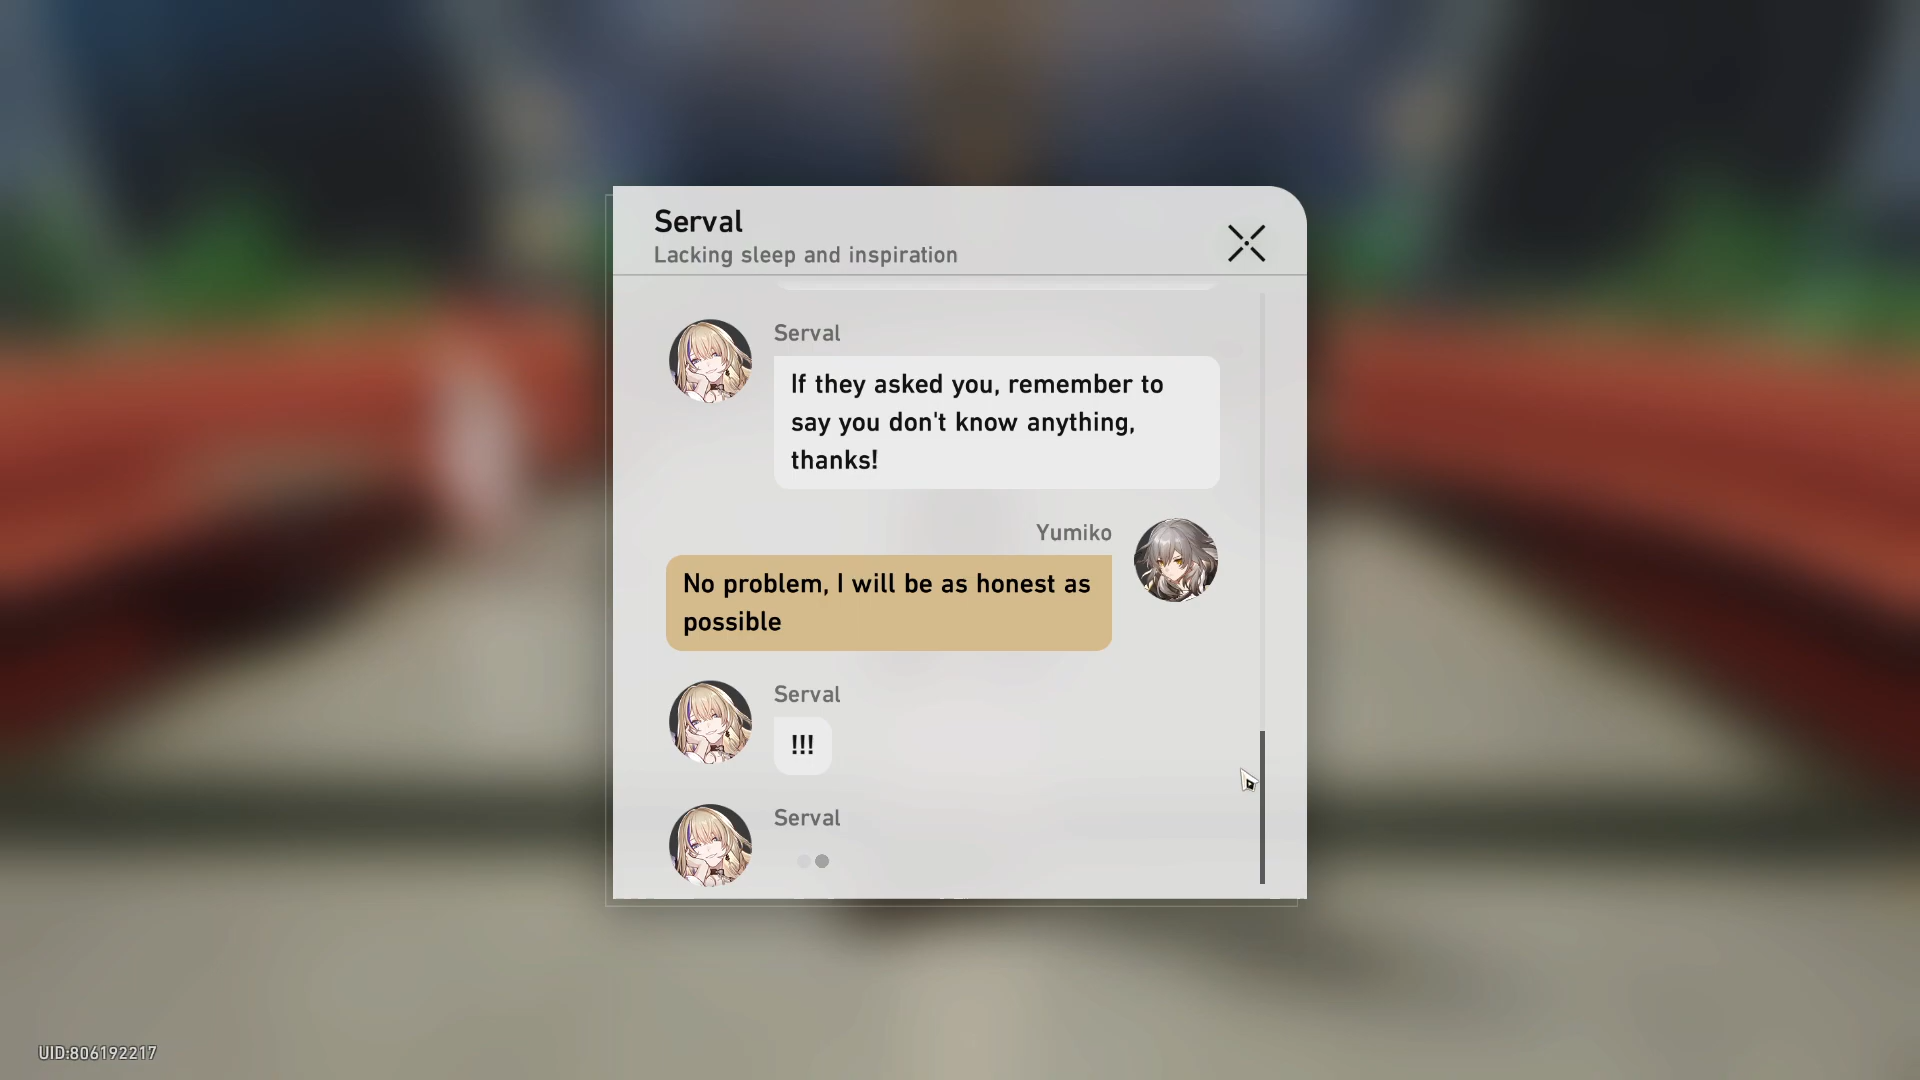 Serval
Lacking sleep and inspiration
Serval
If they asked you, remember to
say you don't know anything,
thanks!
Yumiko
No problem, I will be as honest as
possible
Serval
!!!
Serval
UID:806192217